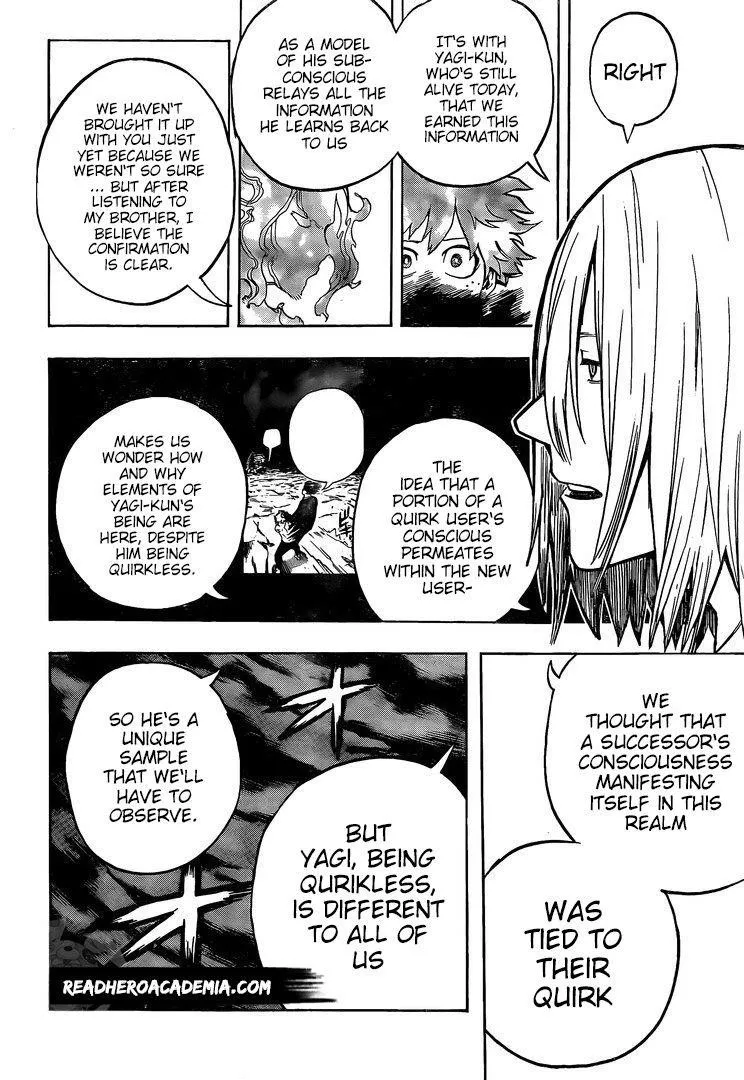 RIGHT
IT'S WITH
YAGI-KUN,
WHO'S STILL
ALIVE TODAY,
THAT WE
EARNED THIS
INFORMATION
AS A MODEL
OF HIS SUB-
CONSCIOUS
RELAYS ALL THE
INFORMATION
HE LEARNS BACK
TO US
WE HAVEN'T
BROUGHT IT UP
WITH YOU JUST
YET BECAUSE WE
WEREN'T SO SURE
... BUT AFTER
LISTENING TO
MY BROTHER, I
BELIEVE THE
CONFIRMATION
IS CLEAR.
THE
IDEA THAT A
PORTION OF A
QUIRK USER'S
CONSCIOUS
PERMEATES
WITHIN THE NEW
USER-
MAKES US
WONDER HOW
AND WHY
ELEMENTS OF
YAGI-KUN'S
BEING ARE
HERE, DESPITE
HIM BEING
QUIRKLESS.
WE
THOUGHT THAT
A SUCCESSOR'S
CONSCIOUSNESS
MANIFESTING
ITSELF IN THIS
REALM
WAS
TIED TO
THEIR
QUIRK
BUT
YAGI, BEING
QURIKLESS,
IS DIFFERENT
TO ALL OF
US
SO HE'S A
UNIQUE
SAMPLE
THAT WE'LL
HAVE TO
OBSERVE.
READHEROACADEMIA.COM